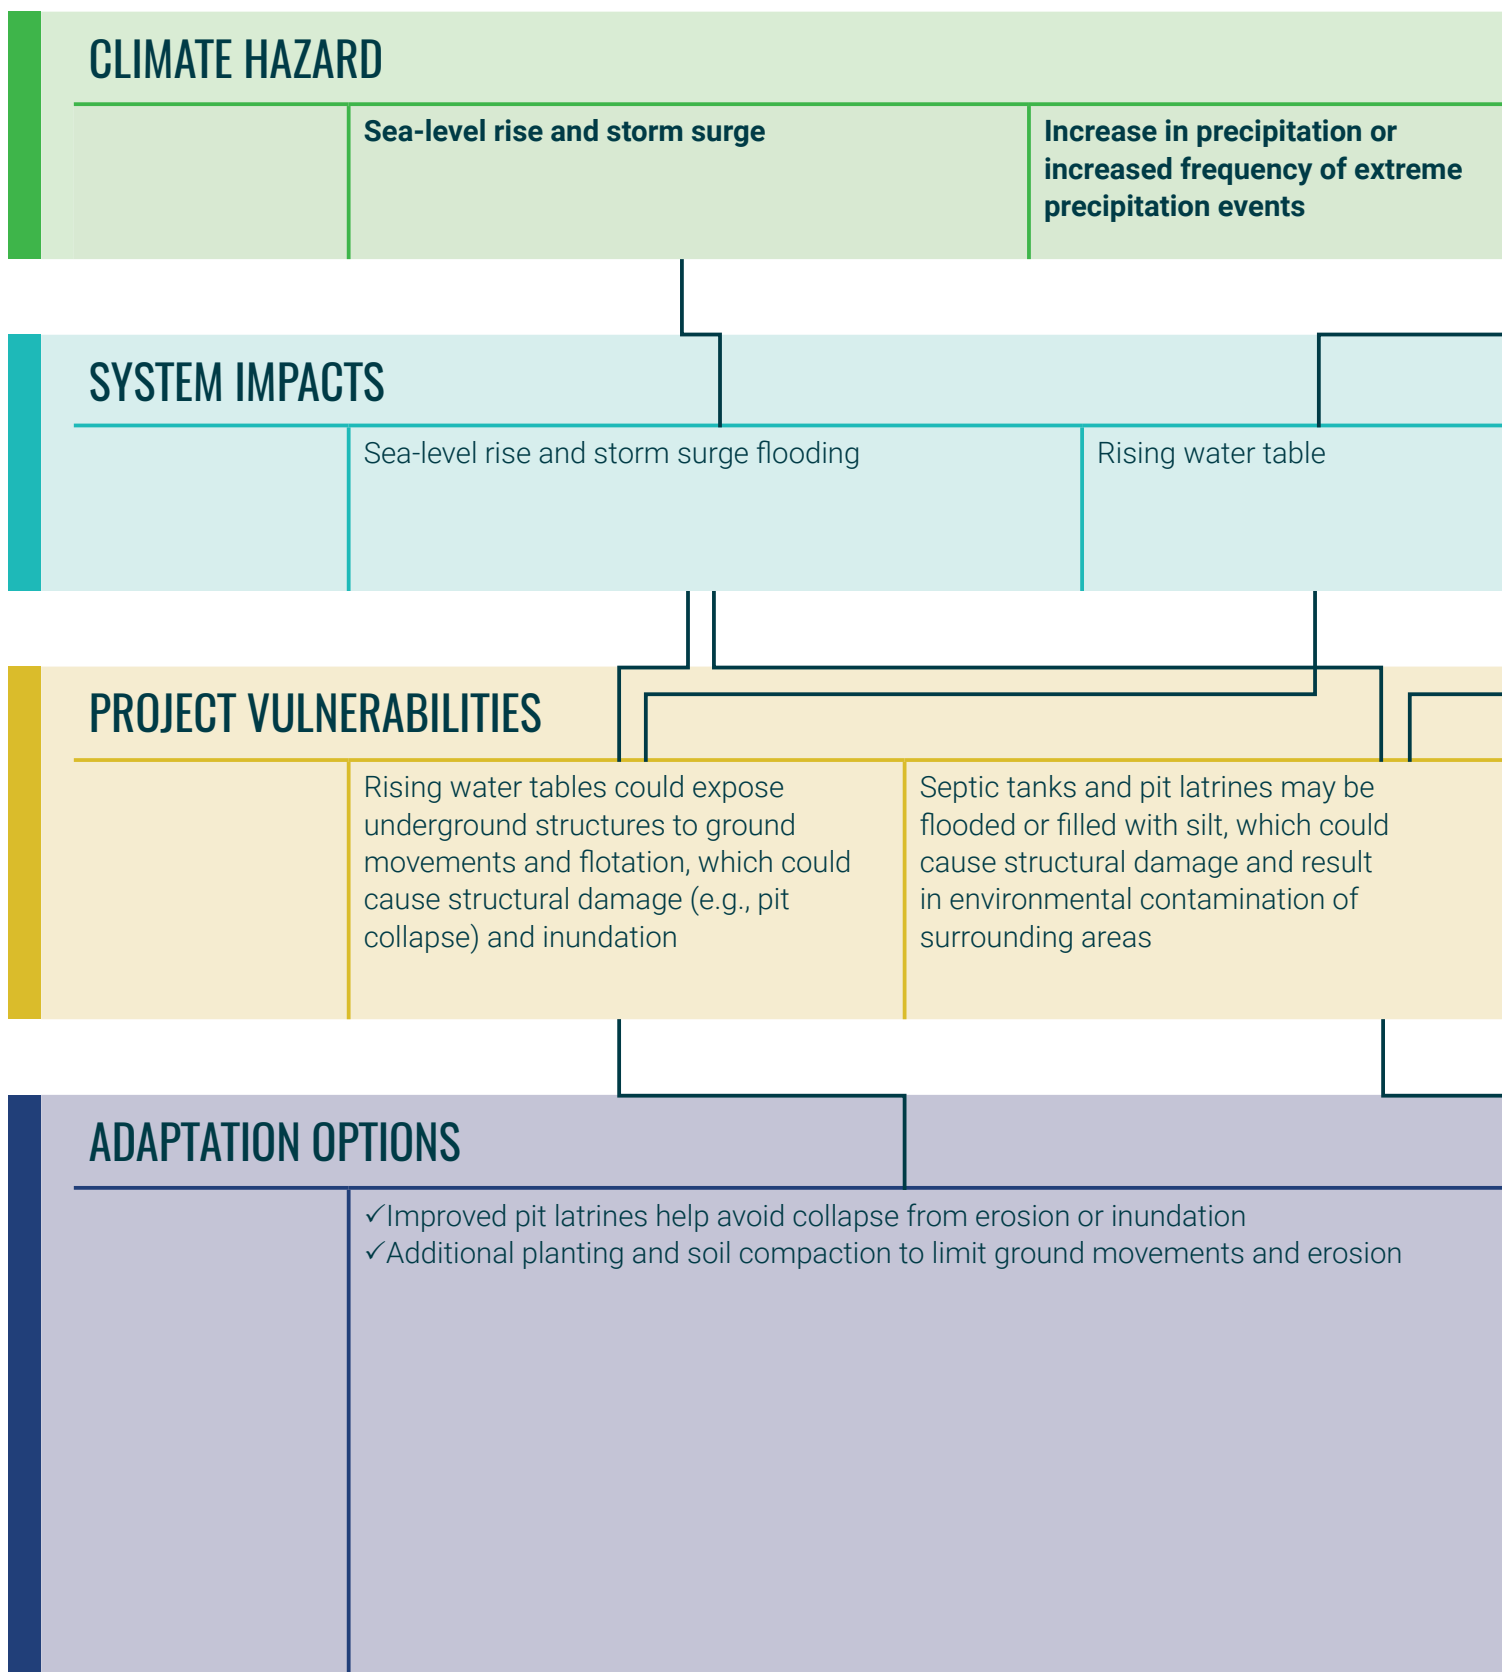 CLIMATE HAZARD
Sea-level rise and storm surge
Increase in precipitation or
increased frequency of extreme
precipitation events
SYSTEM IMPACTS
Sea-level rise and storm surge flooding
Rising water table
PROJECT VULNERABILITIES
Rising water tables could expose
underground structures to ground
movements and flotation, which could
cause structural damage (e.g., pit
collapse) and inundation
Septic tanks and pit latrines may be
flooded or filled with silt, which could
cause structural damage and result
in environmental contamination of
surrounding areas
ADAPTATION OPTIONS
✓Improved pit latrines help avoid collapse from erosion or inundation
✓Additional planting and soil compaction to limit ground movements and erosion